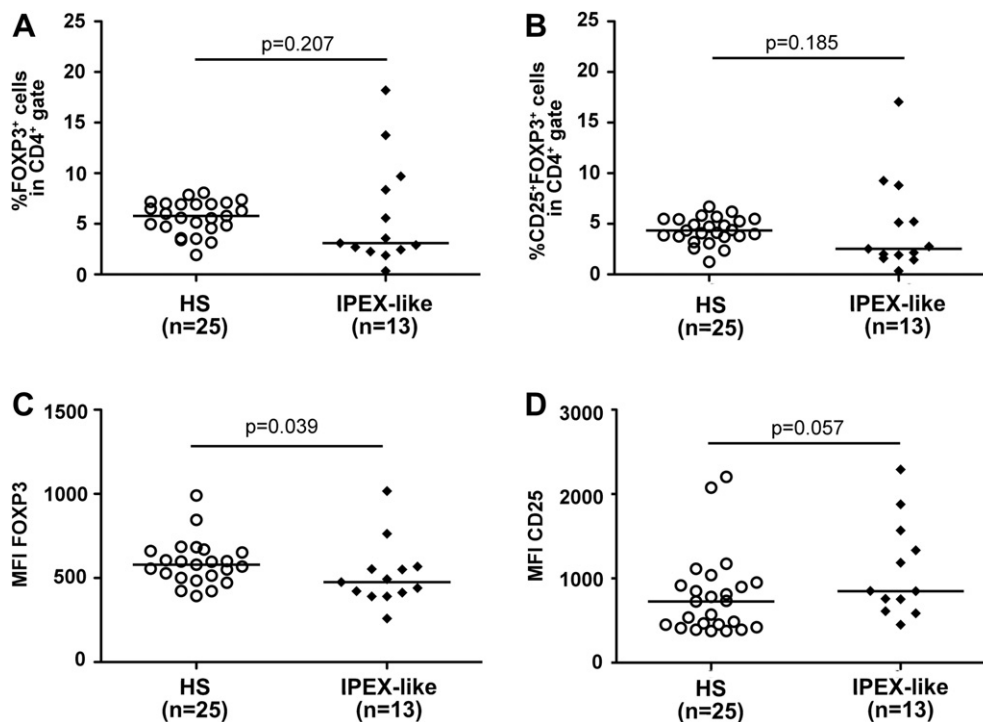 A
%FOXP3⁺ cells
in CD4⁺ gate
25
20
15
10
5
0
p=0.207
HS
(n=25)
IPEX-like
(n=13)
B
%CD25⁺FOXP3⁺ cells
in CD4⁺ gate
25
20
15
10
5
0
p=0.185
HS
(n=25)
IPEX-like
(n=13)
C
MFI FOXP3
1500
1000
500
0
p=0.039
HS
(n=25)
IPEX-like
(n=13)
D
MFI CD25
3000
2000
1000
0
p=0.057
HS
(n=25)
IPEX-like
(n=13)